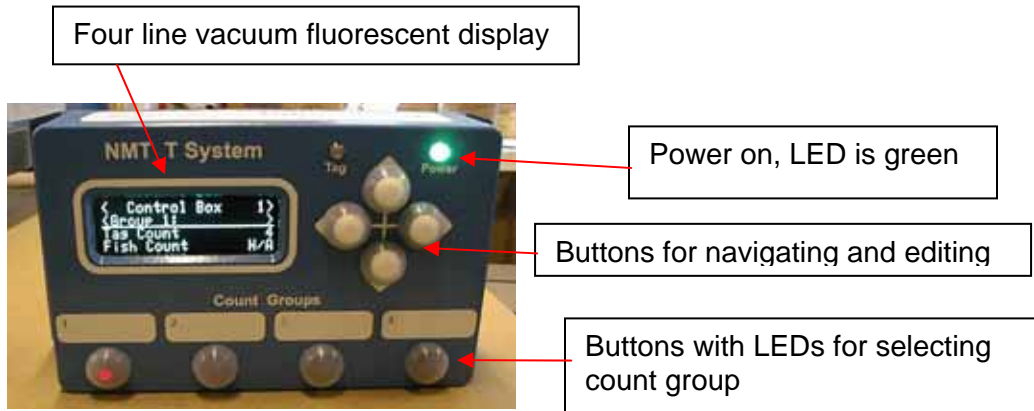 Four line vacuum fluorescent display
NMT T System
Tag
Power
Power on, LED is green
< Control Box 1>
<Group 1: >
Tag Count 4
Fish Count N/A
Buttons for navigating and editing
Count Groups
1
2
3
4
Buttons with LEDs for selecting
count group